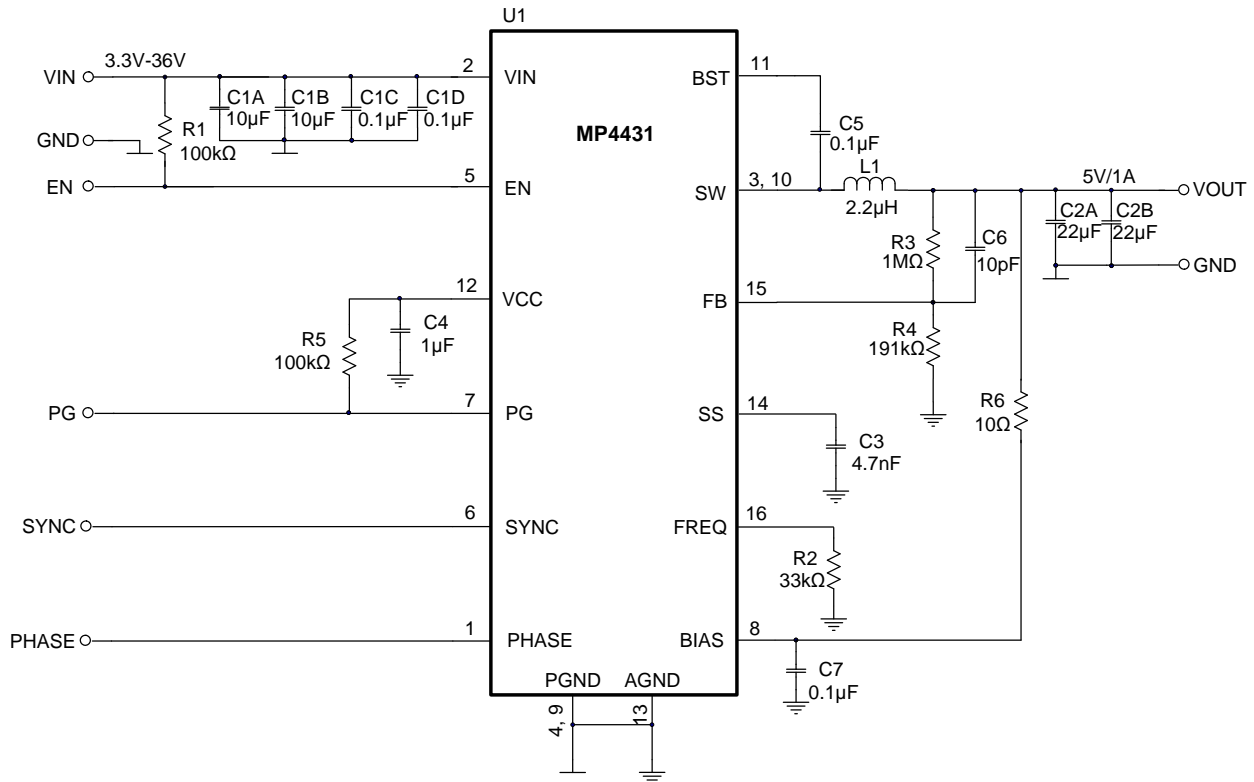 U1
3.3V-36V
VIN
2
VIN
C1A
10µF
C1B
10µF
C1C
0.1µF
C1D
0.1µF
GND
R1
100kΩ
EN
5
EN
MP4431
BST
11
C5
0.1µF
SW
3, 10
L1
2.2µH
5V/1A
VOUT
C2A
22µF
C2B
22µF
GND
R3
1MΩ
C6
10pF
FB
15
R4
191kΩ
12
VCC
C4
1µF
R5
100kΩ
PG
7
PG
SS
14
C3
4.7nF
R6
10Ω
SYNC
6
SYNC
FREQ
16
R2
33kΩ
PHASE
1
PHASE
BIAS
8
C7
0.1µF
PGND
AGND
4, 9
13